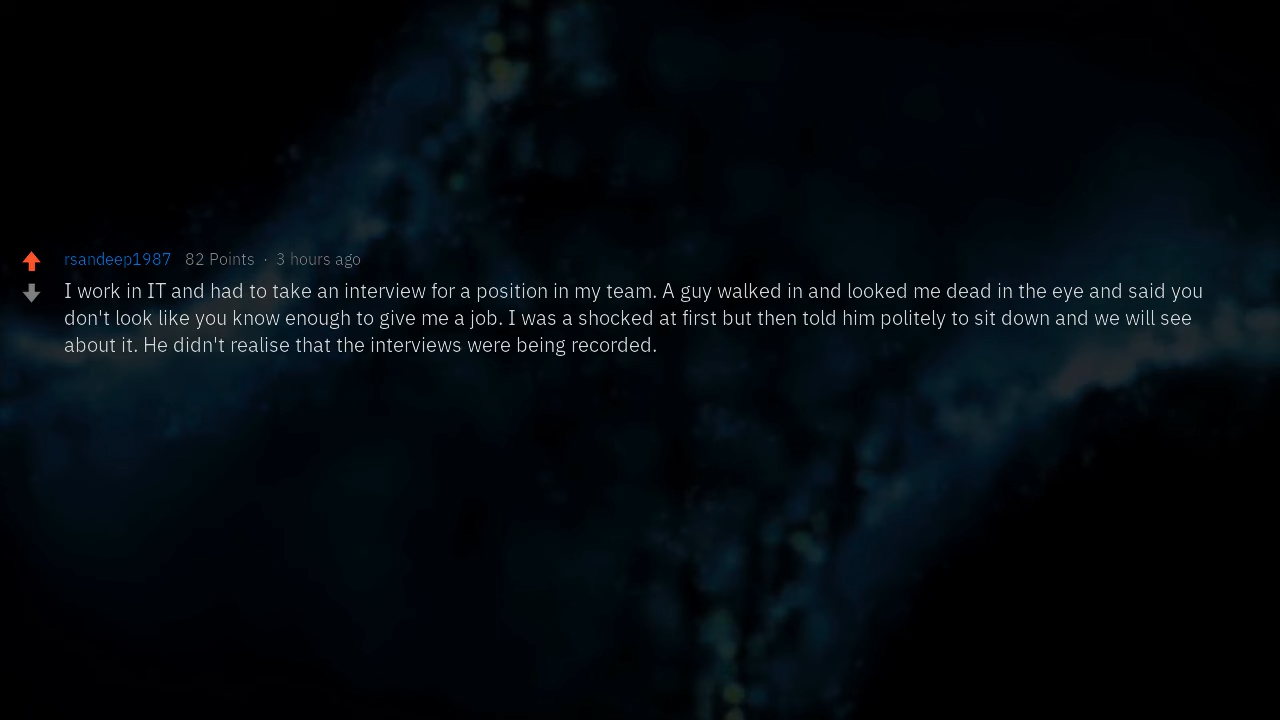 rsandeep1987 82 Points · 3 hours ago
I work in IT and had to take an interview for a position in my team. A guy walked in and looked me dead in the eye and said you
don't look like you know enough to give me a job. I was a shocked at first but then told him politely to sit down and we will see
about it. He didn't realise that the interviews were being recorded.